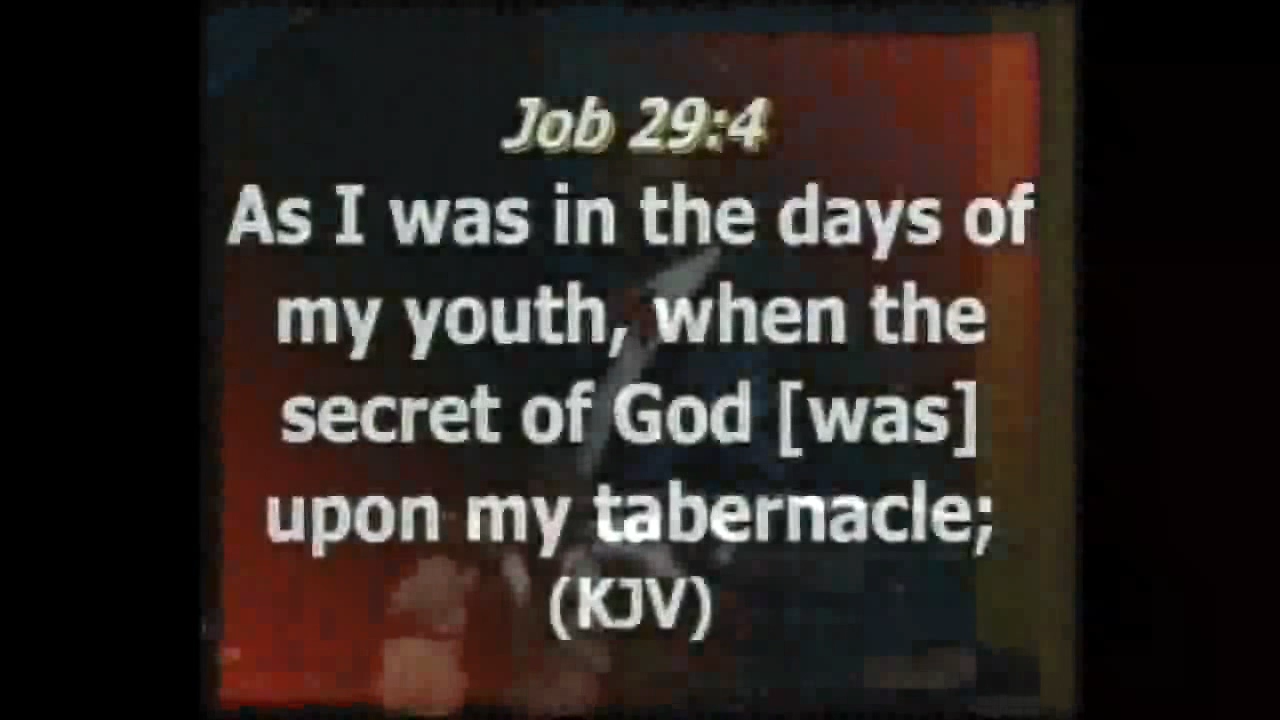 Job 29:4
As I was in the days of
my youth, when the
secret of God [was]
upon my tabernacle;
(KJV)